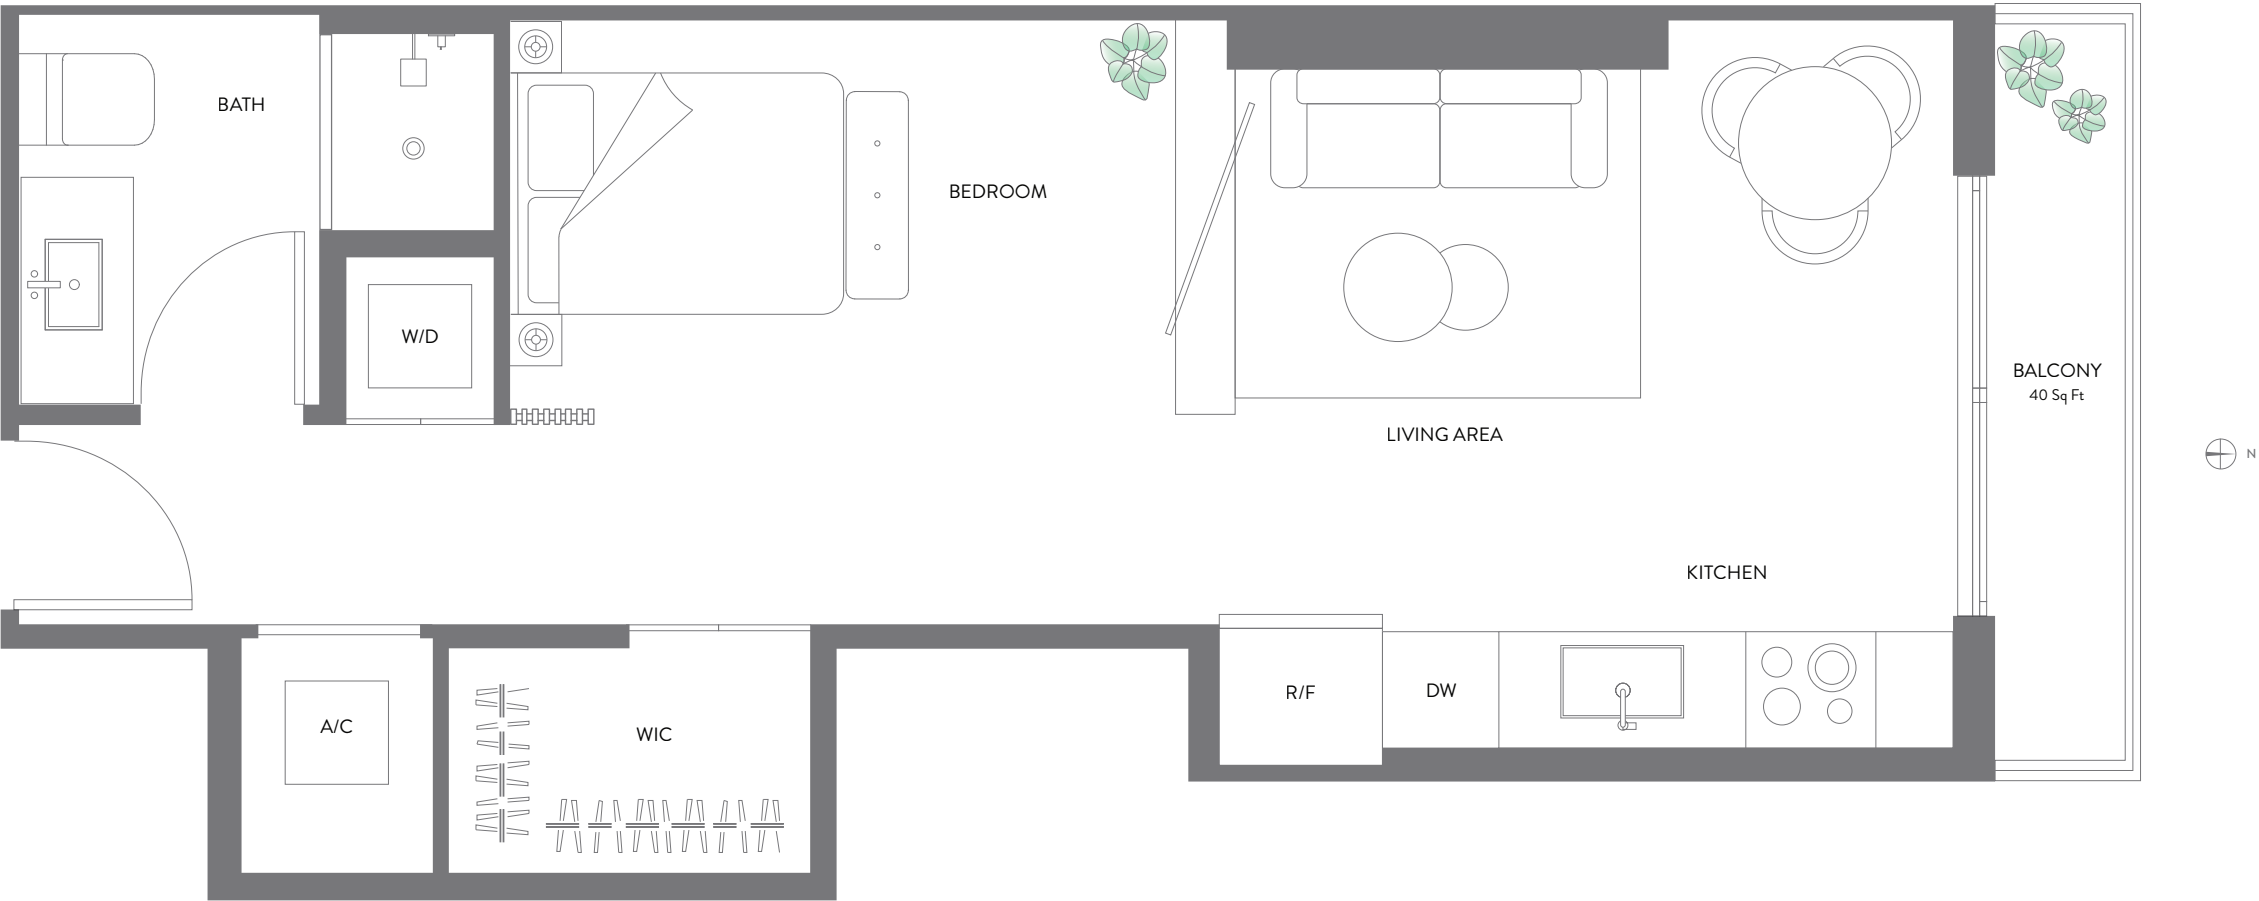 BATH
BEDROOM
W/D
BALCONY
40 Sq Ft
LIVING AREA
N
KITCHEN
R/F
DW
A/C
WIC